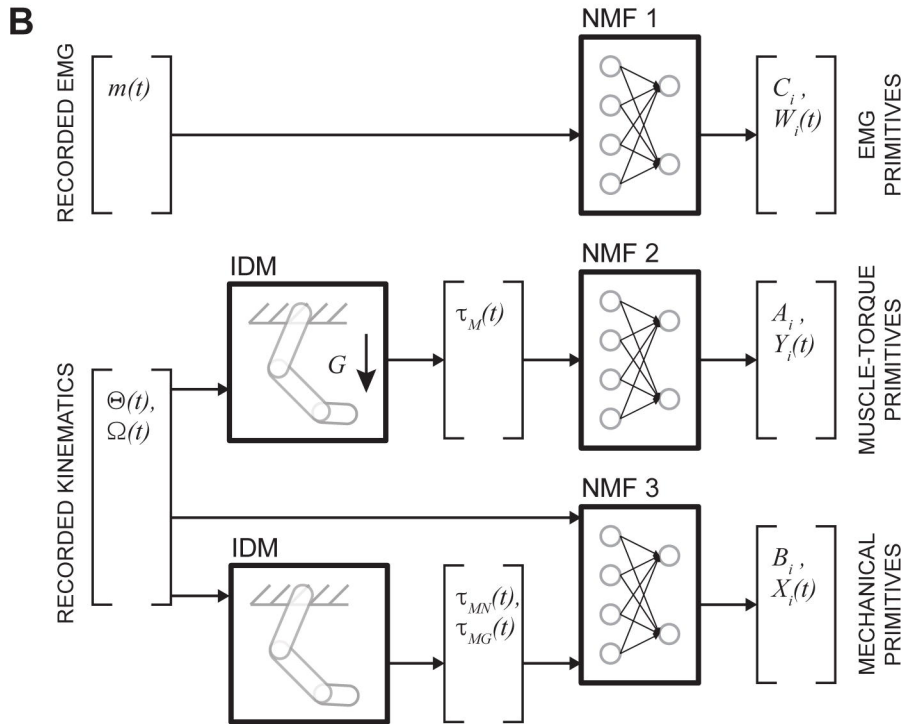 B
RECORDED EMG
m(t)
NMF 1
C_i ,
W_i(t)
EMG
PRIMITIVES
IDM
G
τ_M(t)
NMF 2
A_i ,
Y_i(t)
MUSCLE-TORQUE
PRIMITIVES
RECORDED KINEMATICS
Θ(t),
Ω(t)
IDM
τ_MN(t),
τ_MG(t)
NMF 3
B_i ,
X_i(t)
MECHANICAL
PRIMITIVES